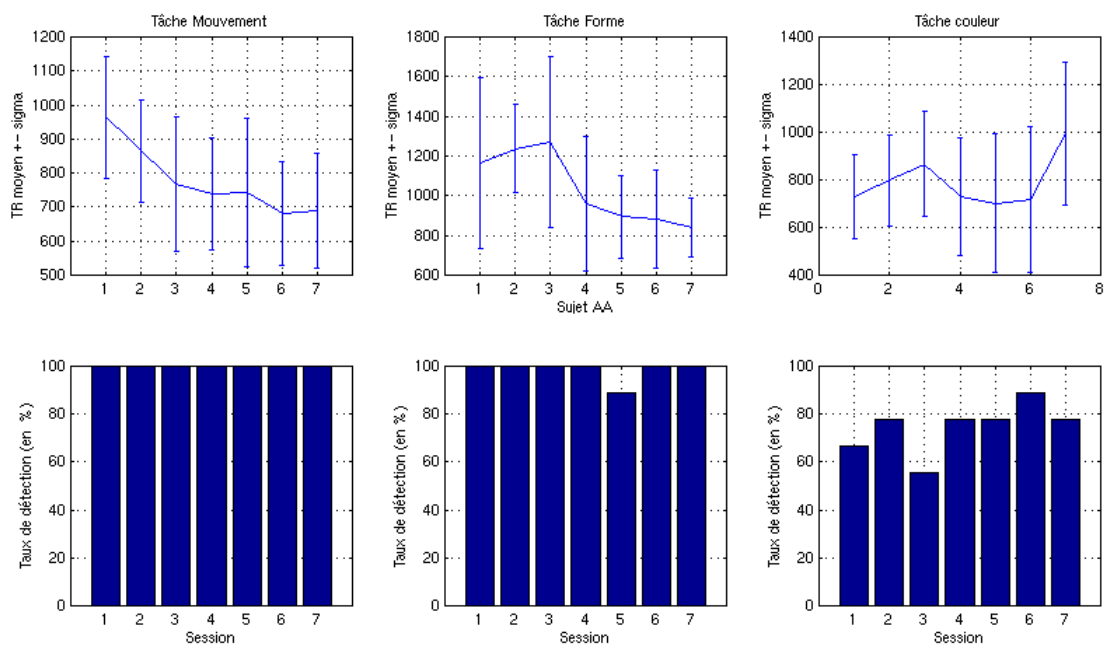 Tâche Mouvement
TR moyen +- sigma
1200
1100
1000
900
800
700
600
500
1 2 3 4 5 6 7
Tâche Forme
TR moyen +- sigma
1800
1600
1400
1200
1000
800
600
1 2 3 4 5 6 7
Sujet AA
Tâche couleur
TR moyen +- sigma
1400
1200
1000
800
600
400
0 2 4 6 8
Taux de détection (en %)
100
80
60
40
20
0
1 2 3 4 5 6 7
Session
Taux de détection (en %)
100
80
60
40
20
0
1 2 3 4 5 6 7
Session
Taux de détection (en %)
100
80
60
40
20
0
1 2 3 4 5 6 7
Session